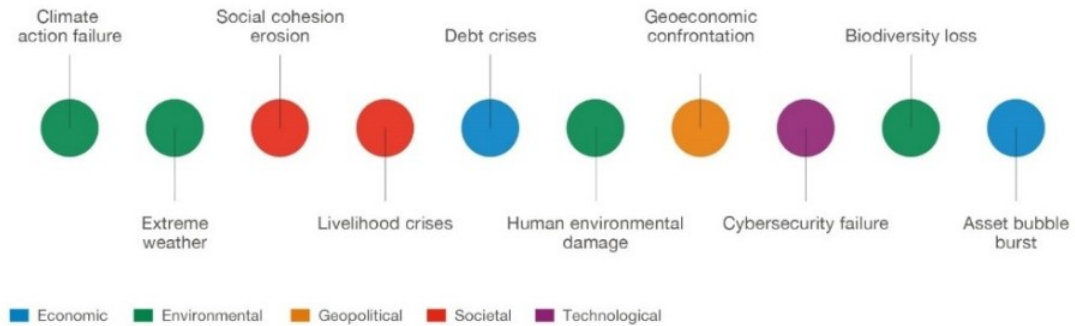 Climate
action failure
Social cohesion
erosion
Debt crises
Geoeconomic
confrontation
Biodiversity loss
Extreme
weather
Livelihood crises
Human environmental
damage
Cybersecurity failure
Asset bubble
burst
Economic
Environmental
Geopolitical
Societal
Technological